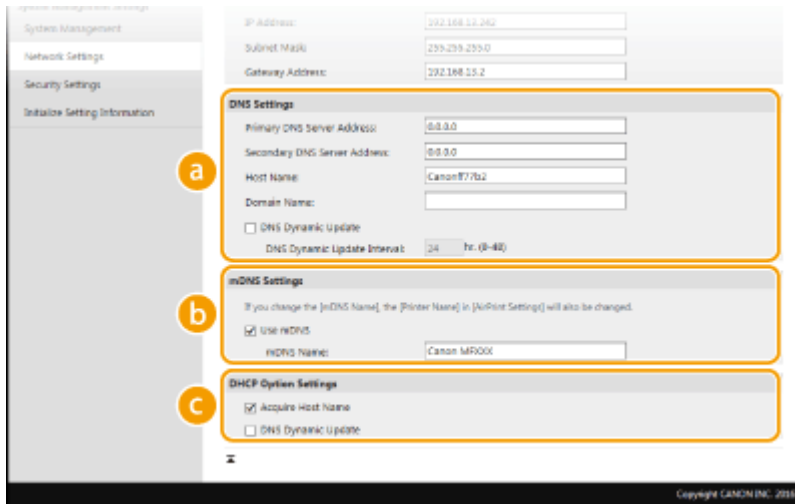 System Management
Network Settings
Security Settings
Initialize Setting Information
IP Address: 192.168.13.242
Subnet Mask: 255.255.255.0
Gateway Address: 192.168.13.2
a
DNS Settings
Primary DNS Server Address: 0.0.0.0
Secondary DNS Server Address: 0.0.0.0
Host Name: Canonff77b2
Domain Name:
DNS Dynamic Update
DNS Dynamic Update Interval: 24 hr. (0-48)
b
mDNS Settings
If you change the [mDNS Name], the [Printer Name] in [AirPrint Settings] will also be changed.
Use mDNS
mDNS Name: Canon MFXXX
c
DHCP Option Settings
Acquire Host Name
DNS Dynamic Update
Copyright CANON INC. 2016